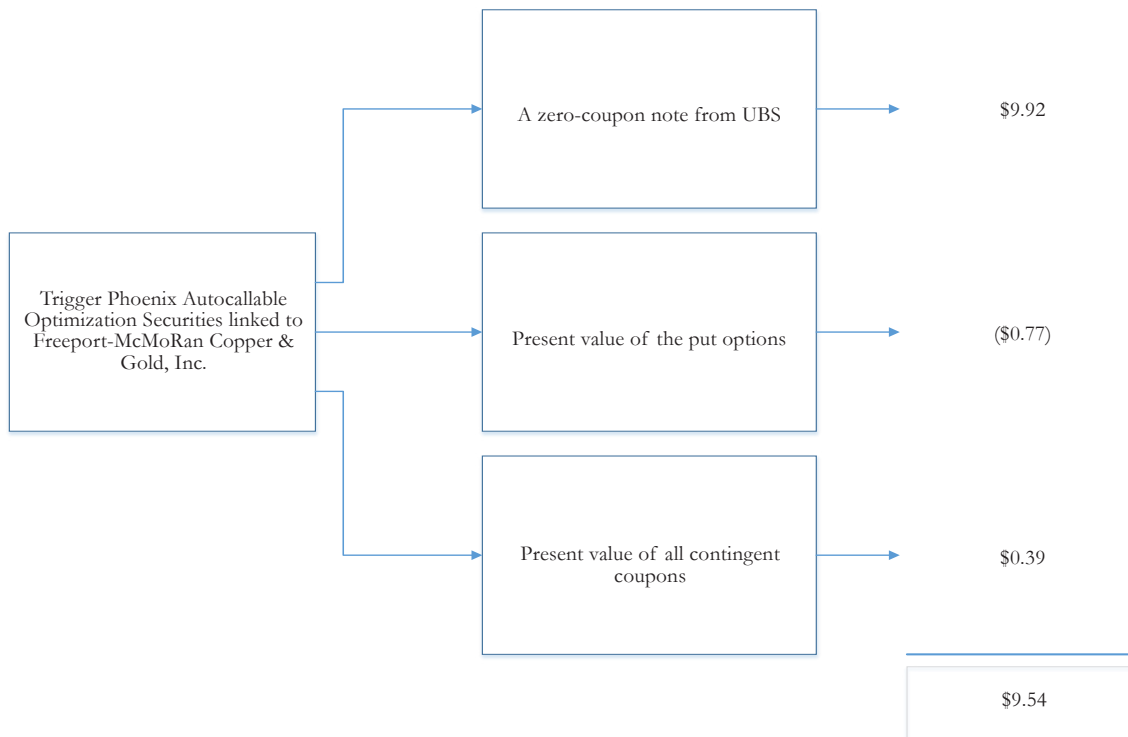 A zero-coupon note from UBS
$9.92
Trigger Phoenix Autocallable
Optimization Securities linked to
Freeport-McMoRan Copper &
Gold, Inc.
Present value of the put options
($0.77)
Present value of all contingent
coupons
$0.39
$9.54